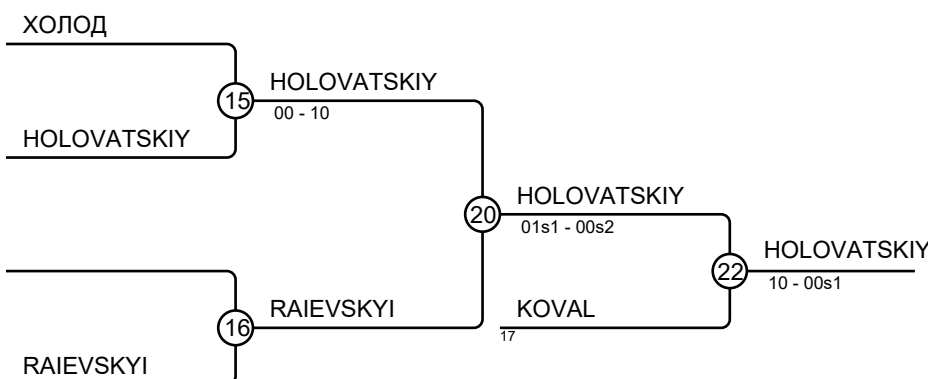 ХОЛОД
15
HOLOVATSKIY
00 - 10
HOLOVATSKIY
20
HOLOVATSKIY
01s1 - 00s2
22
HOLOVATSKIY
10 - 00s1
16
RAIEVSKYI
KOVAL
17
RAIEVSKYI